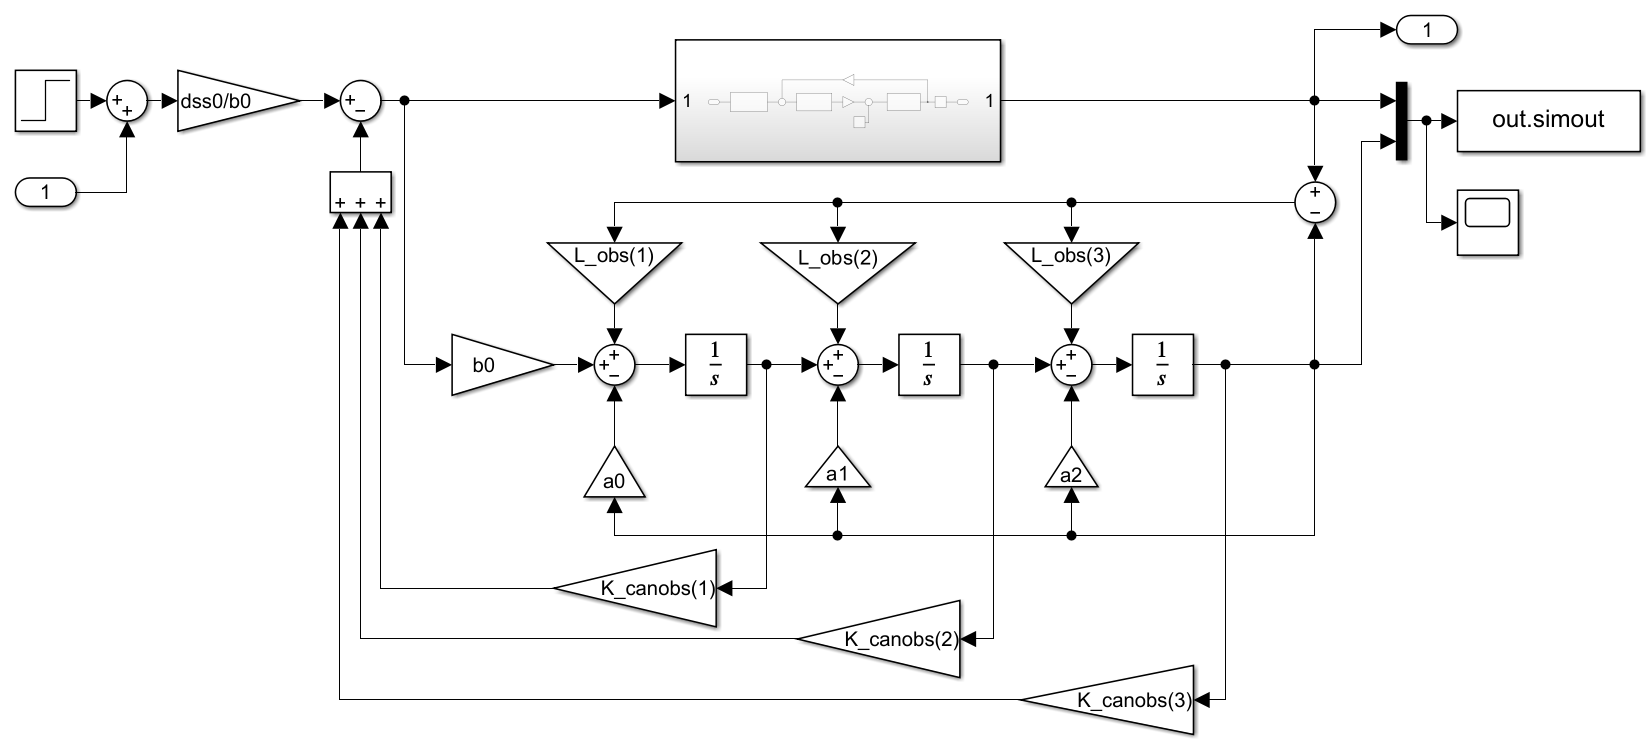 1
dss0/b0
1
1
out.simout
1
L_obs(1)
L_obs(2)
L_obs(3)
b0
1
s
1
s
1
s
a0
a1
a2
K_canobs(1)
K_canobs(2)
K_canobs(3)